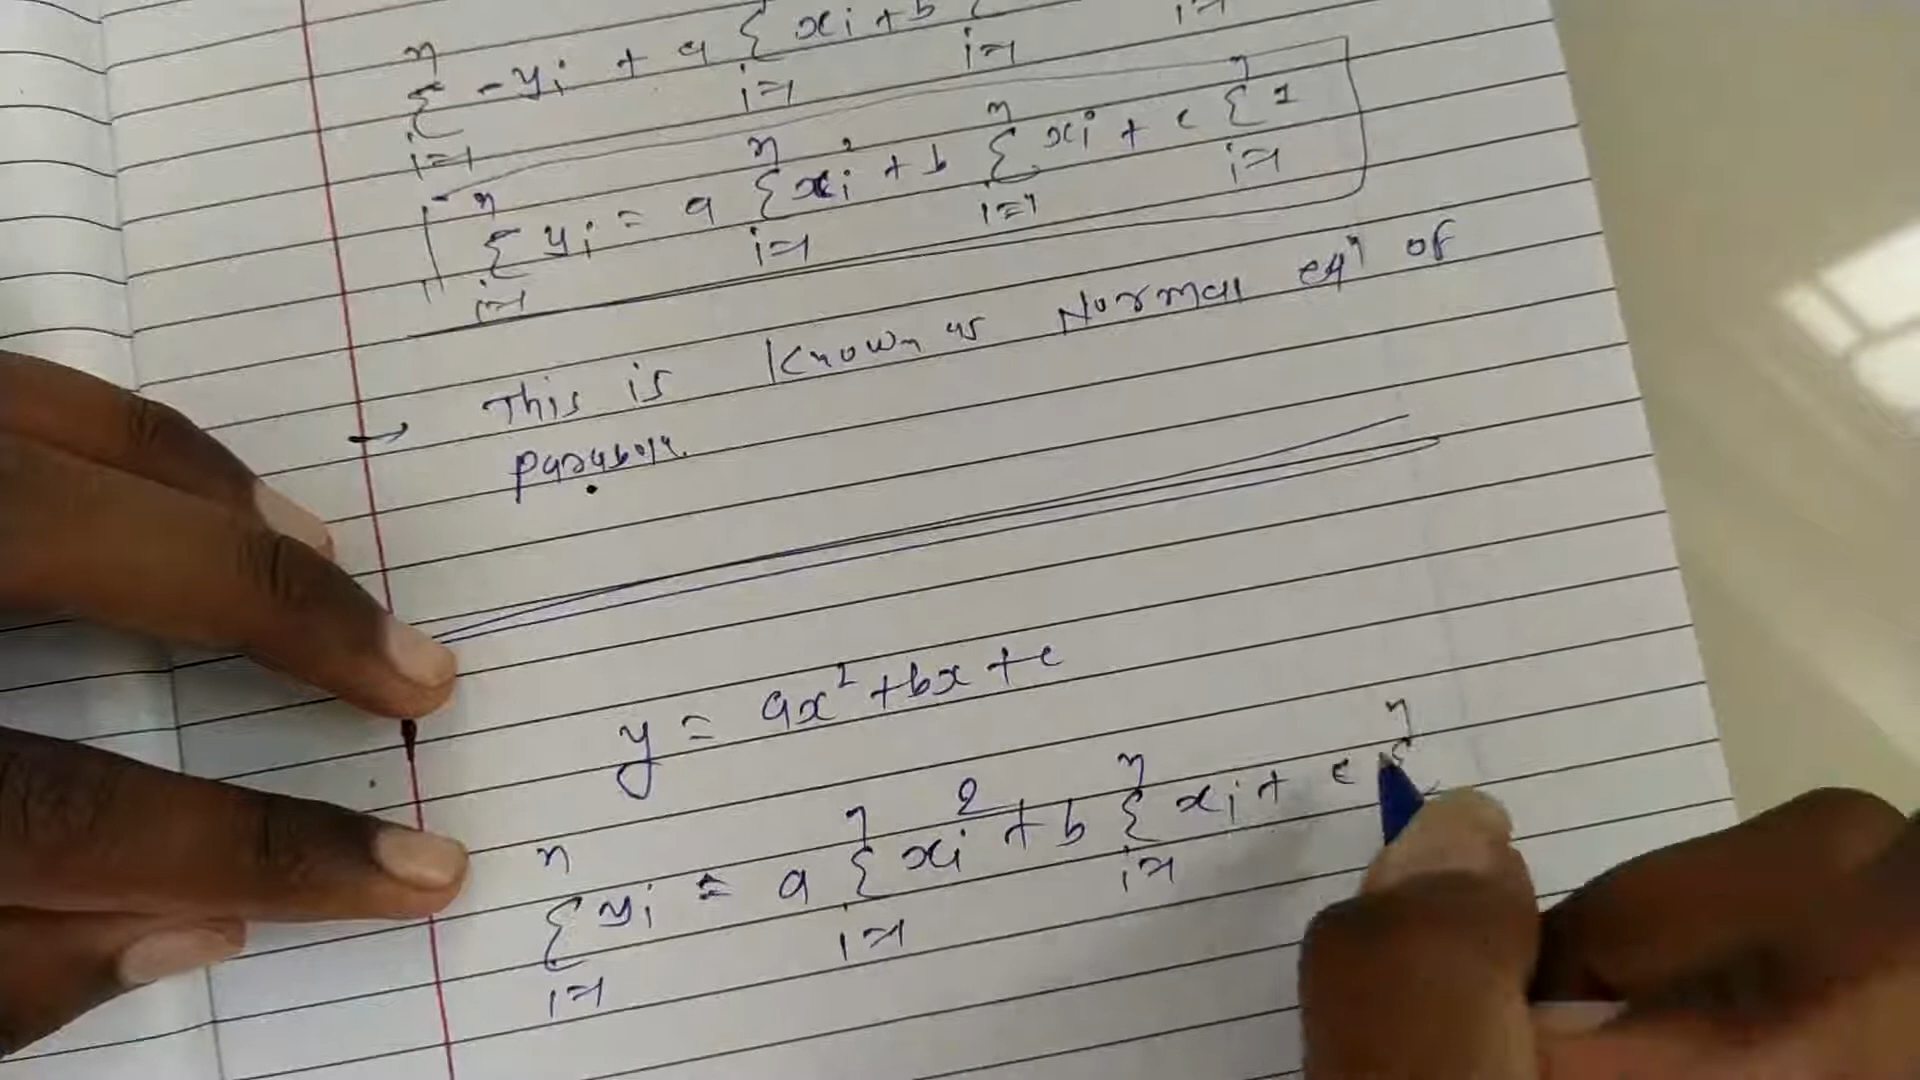 n
∑ -yi + a ∑ xi + b
i=1 i=1 i=1
n n n n
∑ yi = a ∑ xi² + b ∑ xi + c ∑ 1
i=1 i=1 i=1 i=1
→ This is known as Normal eqn of
parabola.
y = ax² + bx + c
n n n n
∑ yi = a ∑ xi² + b ∑ xi + c
i=1 i=1 i=1